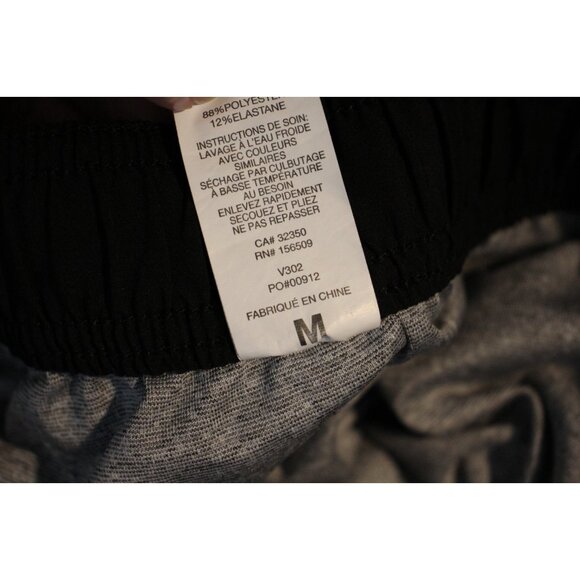 88%POLYESTER
12%ELASTANE
INSTRUCTIONS DE SOIN:
LAVAGE À L'EAU FROIDE
AVEC COULEURS
SIMILAIRES
SÉCHAGE PAR CULBUTAGE
À BASSE TEMPÉRATURE
AU BESOIN
ENLEVEZ RAPIDEMENT
SECOUEZ ET PLIEZ
NE PAS REPASSER
CA# 32350
RN# 156509
V302
PO#00912
FABRIQUÉ EN CHINE
M